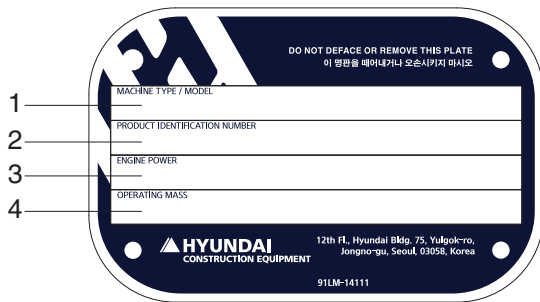 DO NOT DEFACE OR REMOVE THIS PLATE
이 명판을 떼어내거나 오손시키지 마시오
1
MACHINE TYPE / MODEL
2
PRODUCT IDENTIFICATION NUMBER
3
ENGINE POWER
4
OPERATING MASS
HYUNDAI
CONSTRUCTION EQUIPMENT
12th Fl., Hyundai Bldg. 75, Yulgok-ro,
Jongno-gu, Seoul, 03058, Korea
91LM-14111